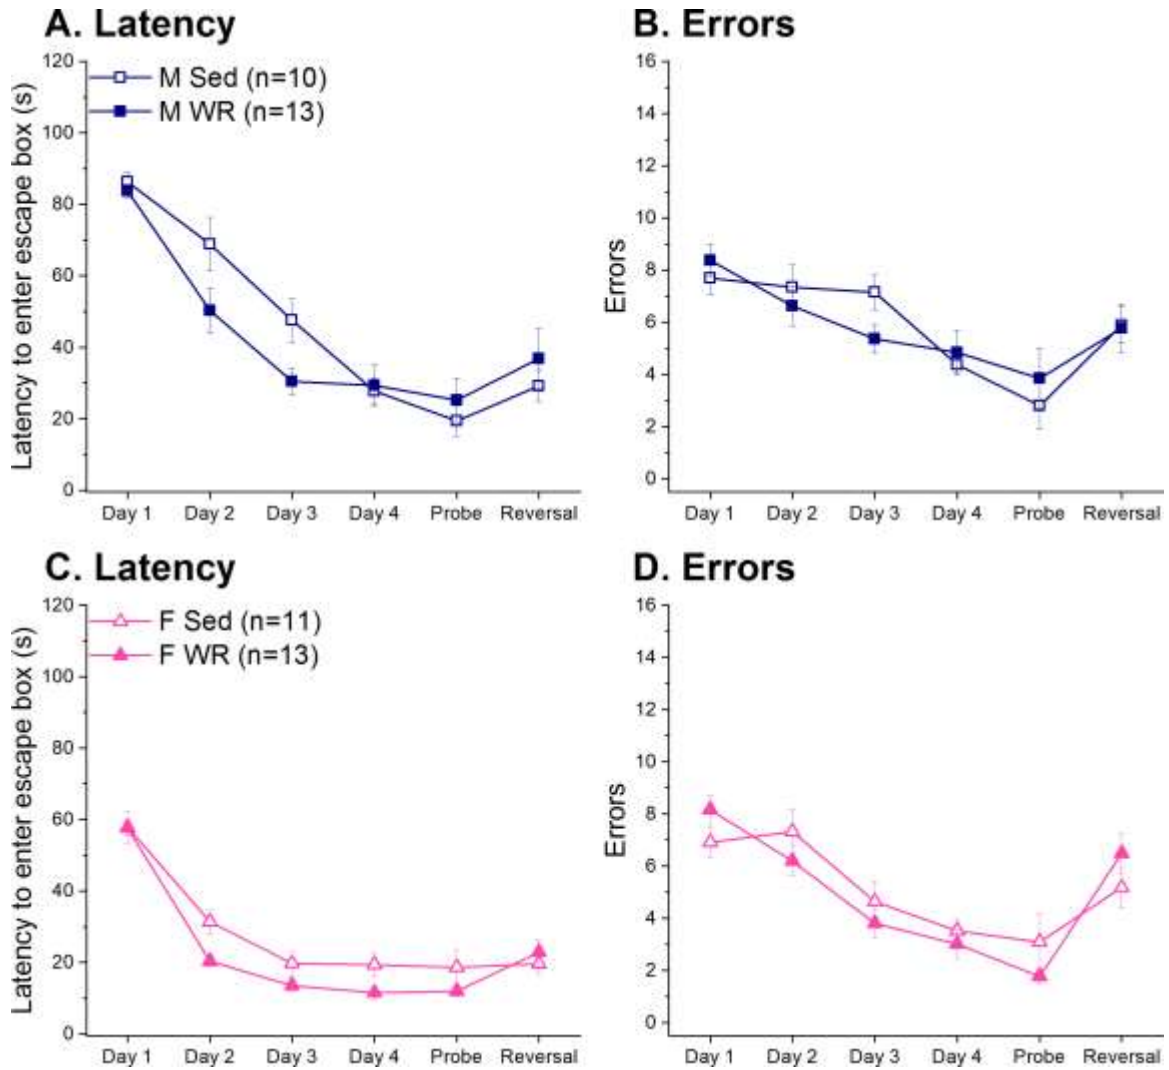 A. Latency
Latency to enter escape box (s)
120
100
80
60
40
20
0
M Sed (n=10)
M WR (n=13)
Day 1 Day 2 Day 3 Day 4 Probe Reversal
B. Errors
Errors
16
14
12
10
8
6
4
2
0
Day 1 Day 2 Day 3 Day 4 Probe Reversal
C. Latency
Latency to enter escape box (s)
120
100
80
60
40
20
0
F Sed (n=11)
F WR (n=13)
Day 1 Day 2 Day 3 Day 4 Probe Reversal
D. Errors
Errors
16
14
12
10
8
6
4
2
0
Day 1 Day 2 Day 3 Day 4 Probe Reversal